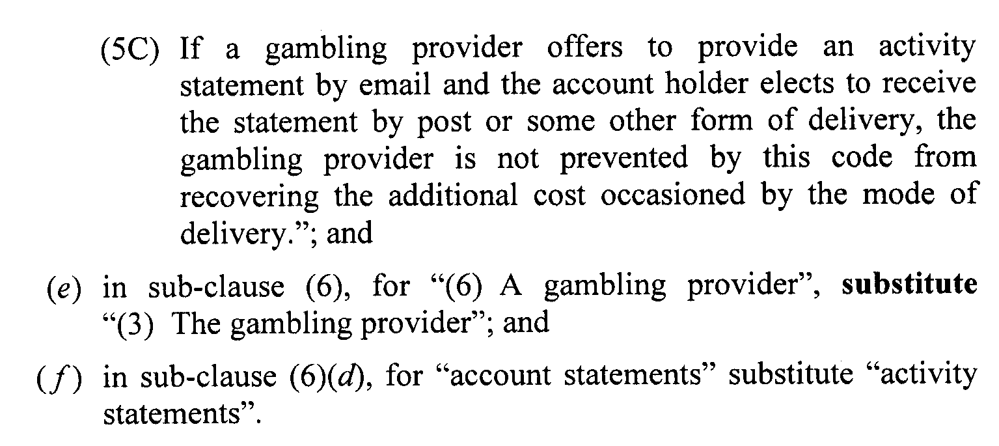 (5C) If a gambling provider offers to provide an activity
statement by email and the account holder elects to receive
the statement by post or some other form of delivery, the
gambling provider is not prevented by this code from
recovering the additional cost occasioned by the mode of
delivery.”; and
(e) in sub-clause (6), for “(6) A gambling provider”, substitute
“(3) The gambling provider”; and
(f) in sub-clause (6)(d), for “account statements” substitute “activity
statements”.